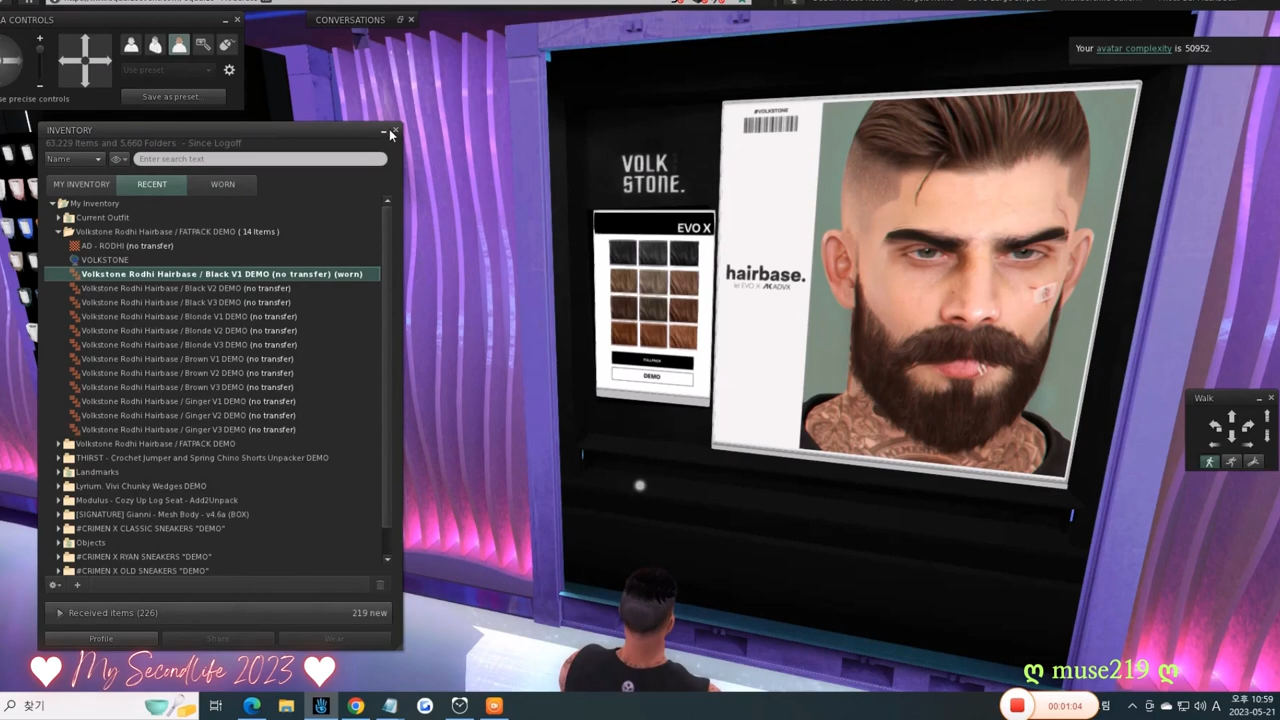 A CONTROLS
Use preset
se precise controls
Save as preset...
CONVERSATIONS
Your avatar complexity is 50952.
INVENTORY
63,229 Items and 5,660 Folders - Since Logoff
Name
Enter search text
MY INVENTORY
RECENT
WORN
My Inventory
Current Outfit
Volkstone Rodhi Hairbase / FATPACK DEMO ( 14 Items )
AD - RODHI (no transfer)
VOLKSTONE
Volkstone Rodhi Hairbase / Black V1 DEMO (no transfer) (worn)
Volkstone Rodhi Hairbase / Black V2 DEMO (no transfer)
Volkstone Rodhi Hairbase / Black V3 DEMO (no transfer)
Volkstone Rodhi Hairbase / Blonde V1 DEMO (no transfer)
Volkstone Rodhi Hairbase / Blonde V2 DEMO (no transfer)
Volkstone Rodhi Hairbase / Blonde V3 DEMO (no transfer)
Volkstone Rodhi Hairbase / Brown V1 DEMO (no transfer)
Volkstone Rodhi Hairbase / Brown V2 DEMO (no transfer)
Volkstone Rodhi Hairbase / Brown V3 DEMO (no transfer)
Volkstone Rodhi Hairbase / Ginger V1 DEMO (no transfer)
Volkstone Rodhi Hairbase / Ginger V2 DEMO (no transfer)
Volkstone Rodhi Hairbase / Ginger V3 DEMO (no transfer)
Volkstone Rodhi Hairbase / FATPACK DEMO
THIRST - Crochet Jumper and Spring Chino Shorts Unpacker DEMO
Landmarks
Lyrium. Vivi Chunky Wedges DEMO
Modulus - Cozy Up Log Seat - Add2Unpack
[SIGNATURE] Gianni - Mesh Body - v4.6a (BOX)
#CRIMEN X CLASSIC SNEAKERS "DEMO"
Objects
#CRIMEN X RYAN SNEAKERS "DEMO"
#CRIMEN X OLD SNEAKERS "DEMO"
Received items (226)
219 new
Profile
Share
Wear
VOLK
STONE.
EVO X
FULLPACK
DEMO
#VOLKSTONE
hairbase.
Walk
My Secondlife 2023
ღ muse219 ღ
찾기
00:01:04
A
오후 10:59
2023-05-21